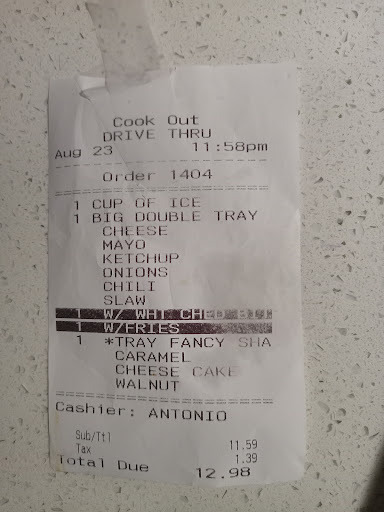 Cook Out
DRIVE THRU
Aug 23 11:58pm
Order 1404
1 CUP OF ICE
1 BIG DOUBLE TRAY
CHEESE
MAYO
KETCHUP
ONIONS
CHILI
SLAW
1 W/ WHT CHED BIT
1 W/FRIES
1 *TRAY FANCY SHA
CARAMEL
CHEESE CAKE
WALNUT
Cashier: ANTONIO
Sub/Ttl 11.59
Tax 1.39
Total Due 12.98